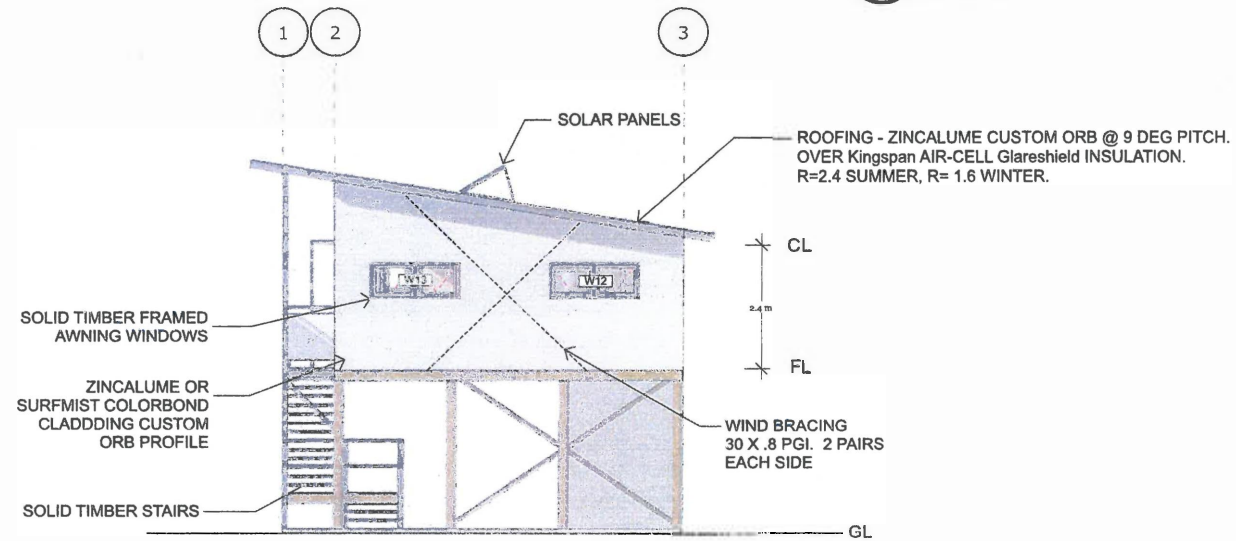 1
2
3
SOLAR PANELS
ROOFING - ZINCALUME CUSTOM ORB @ 9 DEG PITCH.
OVER Kingspan AIR-CELL Glareshield INSULATION.
R=2.4 SUMMER, R= 1.6 WINTER.
CL
W13
W12
2.4 m
SOLID TIMBER FRAMED
AWNING WINDOWS
FL
ZINCALUME OR
SURFMIST COLORBOND
CLADDDING CUSTOM
ORB PROFILE
WIND BRACING
30 X .8 PGI. 2 PAIRS
EACH SIDE
SOLID TIMBER STAIRS
GL